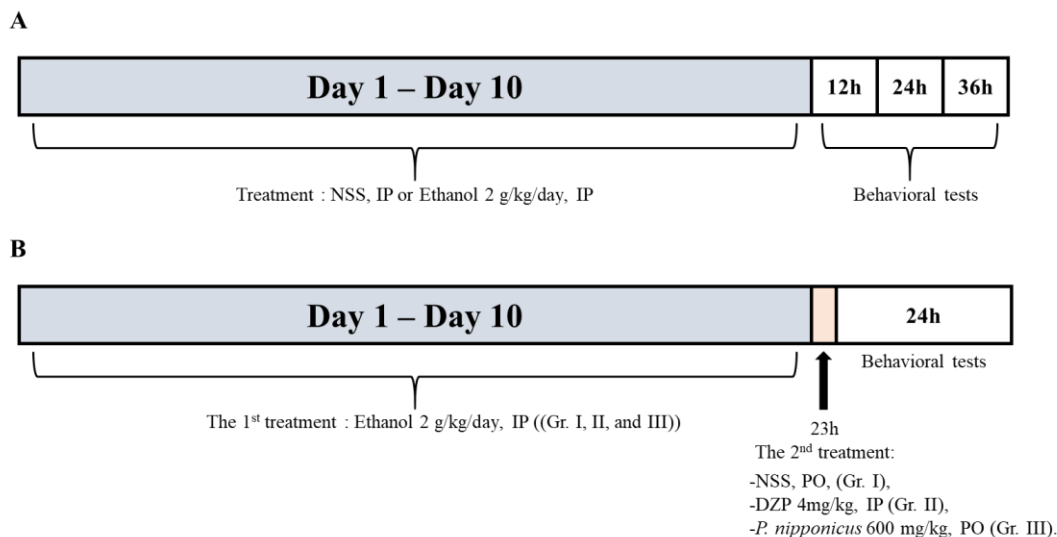 A
Day 1 – Day 10
12h
24h
36h
Treatment : NSS, IP or Ethanol 2 g/kg/day, IP
Behavioral tests
B
Day 1 – Day 10
24h
Behavioral tests
The 1st treatment : Ethanol 2 g/kg/day, IP ((Gr. I, II, and III))
23h
The 2nd treatment:
-NSS, PO, (Gr. I),
-DZP 4mg/kg, IP (Gr. II),
-P. nipponicus 600 mg/kg, PO (Gr. III).